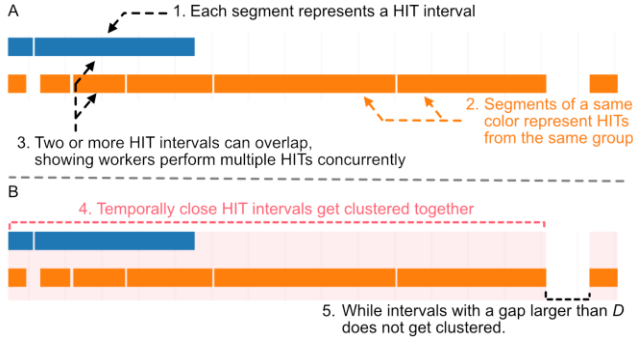 A
1. Each segment represents a HIT interval
2. Segments of a same
color represent HITs
from the same group
3. Two or more HIT intervals can overlap,
showing workers perform multiple HITs concurrently
B
4. Temporally close HIT intervals get clustered together
5. While intervals with a gap larger than D
does not get clustered.